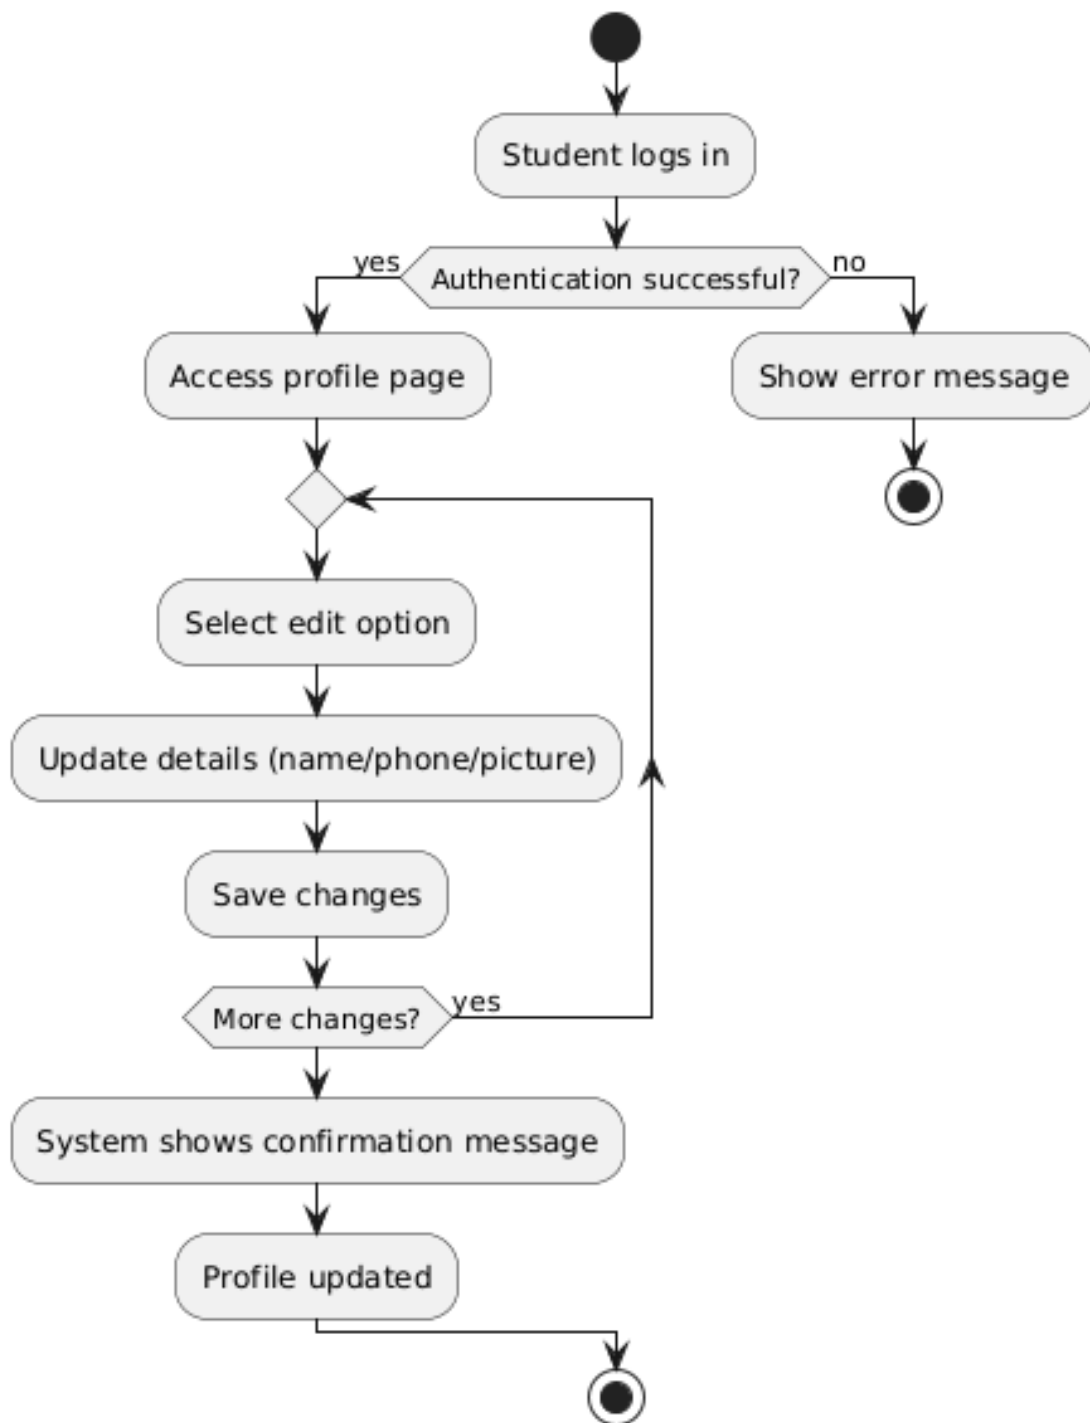 Student logs in
yes
Authentication successful?
no
Access profile page
Show error message
Select edit option
Update details (name/phone/picture)
Save changes
More changes?
yes
System shows confirmation message
Profile updated